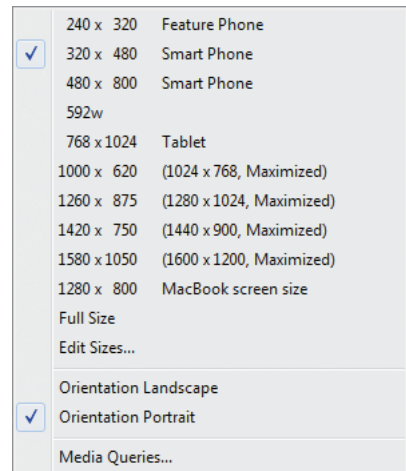 240 x 320 Feature Phone
320 x 480 Smart Phone
480 x 800 Smart Phone
592w
768 x 1024 Tablet
1000 x 620 (1024 x 768, Maximized)
1260 x 875 (1280 x 1024, Maximized)
1420 x 750 (1440 x 900, Maximized)
1580 x 1050 (1600 x 1200, Maximized)
1280 x 800 MacBook screen size
Full Size
Edit Sizes...
Orientation Landscape
Orientation Portrait
Media Queries...